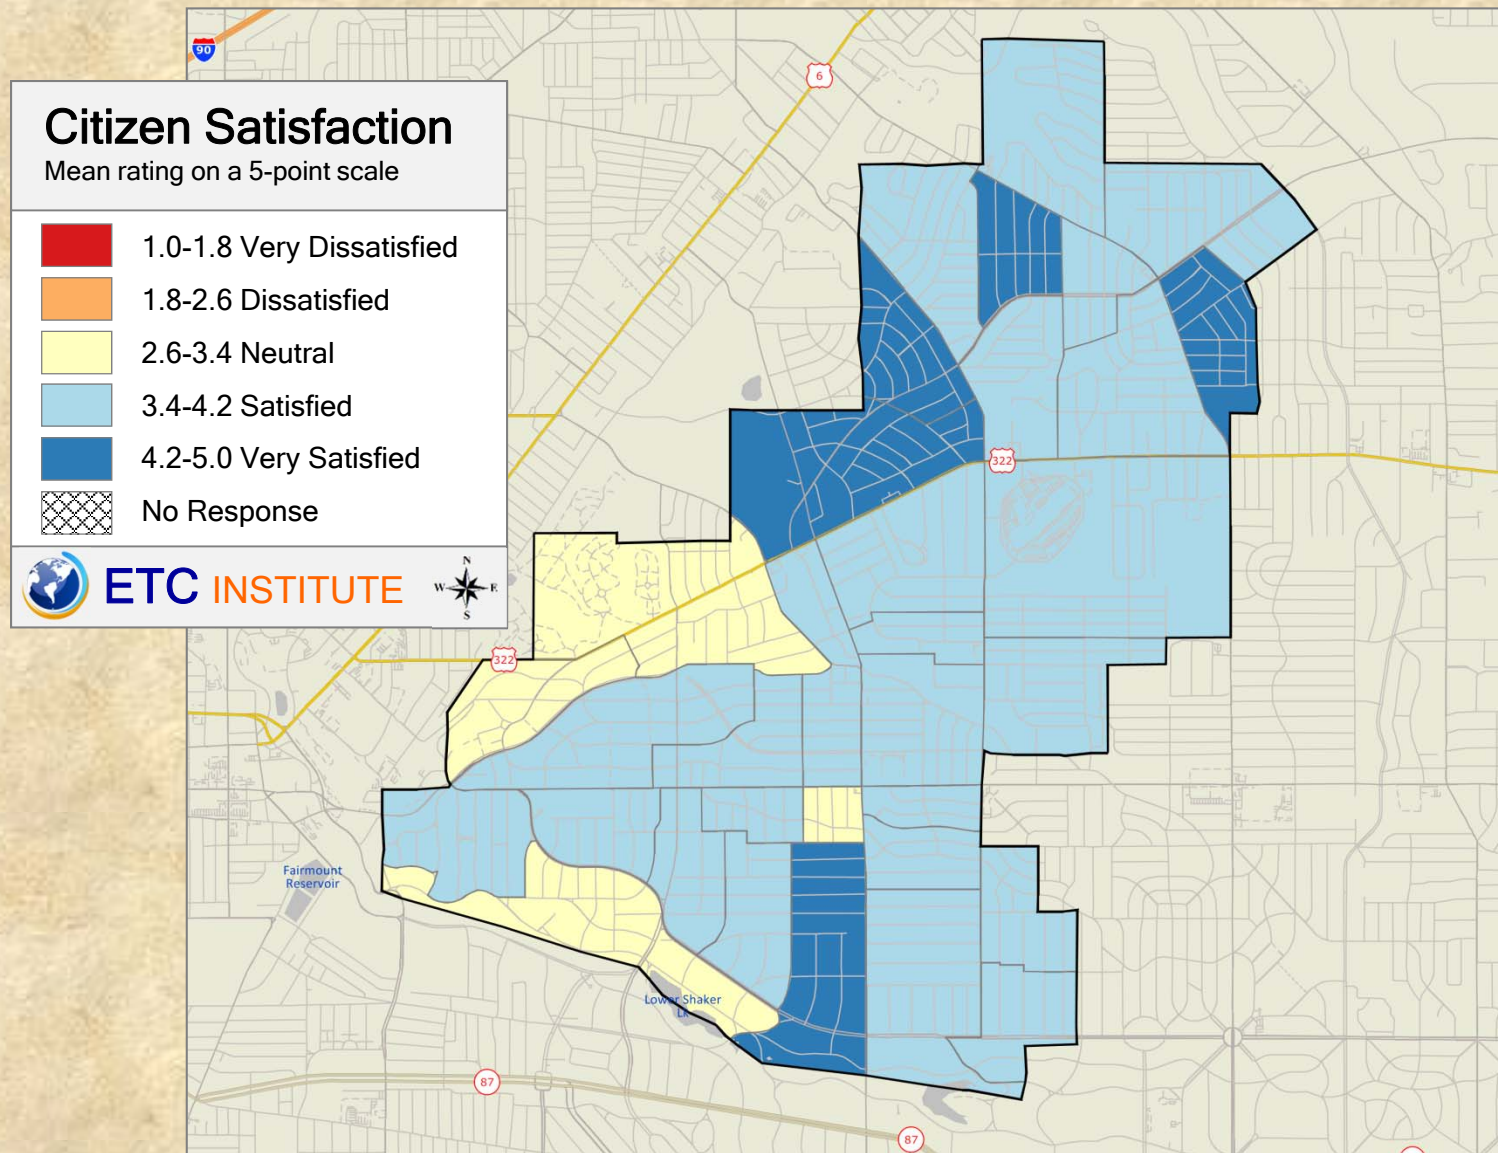 90
6
Citizen Satisfaction
Mean rating on a 5-point scale
1.0-1.8 Very Dissatisfied
1.8-2.6 Dissatisfied
2.6-3.4 Neutral
3.4-4.2 Satisfied
4.2-5.0 Very Satisfied
No Response
ETC INSTITUTE
N
W E
S
322
322
Fairmount
Reservoir
Lower Shaker
Lk
87
87